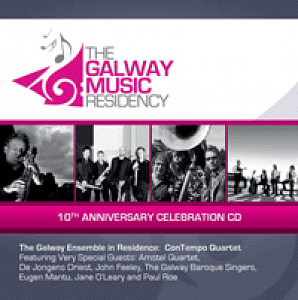 THE
GALWAY
MUSIC
RESIDENCY
10TH ANNIVERSARY CELEBRATION CD
The Galway Ensemble in Residence: ConTempo Quartet
Featuring Very Special Guests: Amstel Quartet,
De Jongens Driest, John Feeley, The Galway Baroque Singers,
Eugen Mantu, Jane O'Leary and Paul Roe